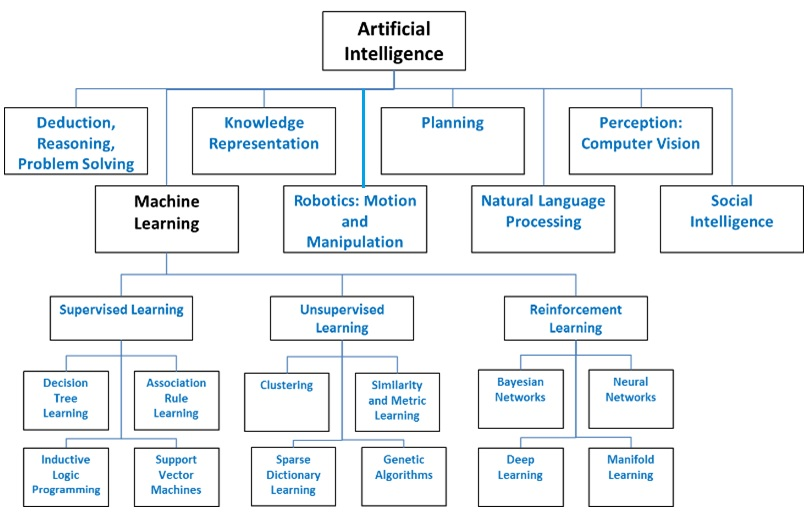 Artificial
Intelligence
Deduction,
Reasoning,
Problem Solving
Knowledge
Representation
Planning
Perception:
Computer Vision
Machine
Learning
Robotics: Motion
and
Manipulation
Natural Language
Processing
Social
Intelligence
Supervised Learning
Unsupervised
Learning
Reinforcement
Learning
Decision
Tree
Learning
Association
Rule
Learning
Clustering
Similarity
and Metric
Learning
Bayesian
Networks
Neural
Networks
Inductive
Logic
Programming
Support
Vector
Machines
Sparse
Dictionary
Learning
Genetic
Algorithms
Deep
Learning
Manifold
Learning